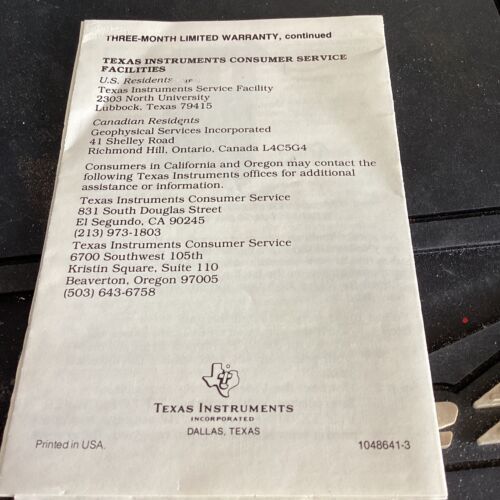 THREE-MONTH LIMITED WARRANTY, continued
TEXAS INSTRUMENTS CONSUMER SERVICE
FACILITIES
U.S. Residents
Texas Instruments Service Facility
2303 North University
Lubbock, Texas 79415
Canadian Residents
Geophysical Services Incorporated
41 Shelley Road
Richmond Hill, Ontario, Canada L4C5G4
Consumers in California and Oregon may contact the
following Texas Instruments offices for additional
assistance or information.
Texas Instruments Consumer Service
831 South Douglas Street
El Segundo, CA 90245
(213) 973-1803
Texas Instruments Consumer Service
6700 Southwest 105th
Kristin Square, Suite 110
Beaverton, Oregon 97005
(503) 643-6758
TEXAS INSTRUMENTS
INCORPORATED
DALLAS, TEXAS
Printed in USA.
1048641-3